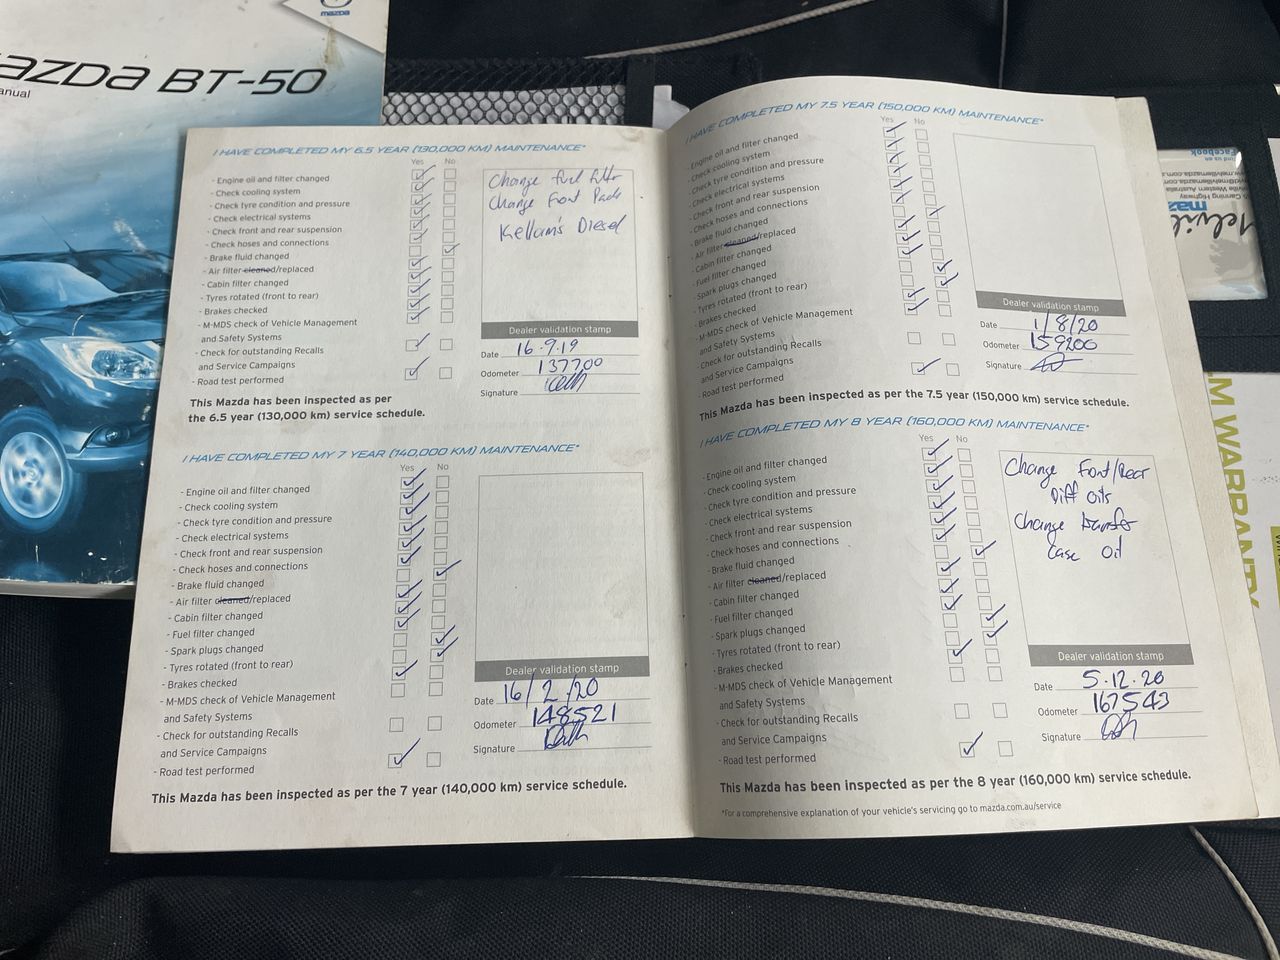 mazda
mazda BT-50
anual
I HAVE COMPLETED MY 6.5 YEAR (130,000 KM) MAINTENANCE*
Yes No
- Engine oil and filter changed
- Check cooling system
- Check tyre condition and pressure
- Check electrical systems
- Check front and rear suspension
- Check hoses and connections
- Brake fluid changed
- Air filter cleaned/replaced
- Cabin filter changed
- Tyres rotated (front to rear)
- Brakes checked
- M-MDS check of Vehicle Management
and Safety Systems
- Check for outstanding Recalls
and Service Campaigns
- Road test performed
Change fuel filter
Change Front Pads
Kellam's Diesel
Dealer validation stamp
Date 16.9.19
Odometer 137700
Signature
This Mazda has been inspected as per
the 6.5 year (130,000 km) service schedule.
I HAVE COMPLETED MY 7 YEAR (140,000 KM) MAINTENANCE*
Yes No
- Engine oil and filter changed
- Check cooling system
- Check tyre condition and pressure
- Check electrical systems
- Check front and rear suspension
- Check hoses and connections
- Brake fluid changed
- Air filter cleaned/replaced
- Cabin filter changed
- Fuel filter changed
- Spark plugs changed
- Tyres rotated (front to rear)
- Brakes checked
- M-MDS check of Vehicle Management
and Safety Systems
- Check for outstanding Recalls
and Service Campaigns
- Road test performed
Dealer validation stamp
Date 16/2/20
Odometer 148521
Signature
This Mazda has been inspected as per the 7 year (140,000 km) service schedule.
I HAVE COMPLETED MY 7.5 YEAR (150,000 KM) MAINTENANCE*
Yes No
- Engine oil and filter changed
- Check cooling system
- Check tyre condition and pressure
- Check electrical systems
- Check front and rear suspension
- Check hoses and connections
- Brake fluid changed
- Air filter cleaned/replaced
- Cabin filter changed
- Fuel filter changed
- Spark plugs changed
- Tyres rotated (front to rear)
- Brakes checked
- M-MDS check of Vehicle Management
and Safety Systems
- Check for outstanding Recalls
and Service Campaigns
- Road test performed
Dealer validation stamp
Date 1/8/20
Odometer 159200
Signature
This Mazda has been inspected as per the 7.5 year (150,000 km) service schedule.
I HAVE COMPLETED MY 8 YEAR (160,000 KM) MAINTENANCE*
Yes No
- Engine oil and filter changed
- Check cooling system
- Check tyre condition and pressure
- Check electrical systems
- Check front and rear suspension
- Check hoses and connections
- Brake fluid changed
- Air filter cleaned/replaced
- Cabin filter changed
- Fuel filter changed
- Spark plugs changed
- Tyres rotated (front to rear)
- Brakes checked
- M-MDS check of Vehicle Management
and Safety Systems
- Check for outstanding Recalls
and Service Campaigns
- Road test performed
Change Front/Rear
Diff oils
Change transfer
case oil
Dealer validation stamp
Date 5.12.20
Odometer 167543
Signature
This Mazda has been inspected as per the 8 year (160,000 km) service schedule.
*For a comprehensive explanation of your vehicle's servicing go to mazda.com.au/service
Melvil
maz
Canning Highway
ville Western Australia
melvillemazda.com
Find us on
Facebook
EM WARRANTY